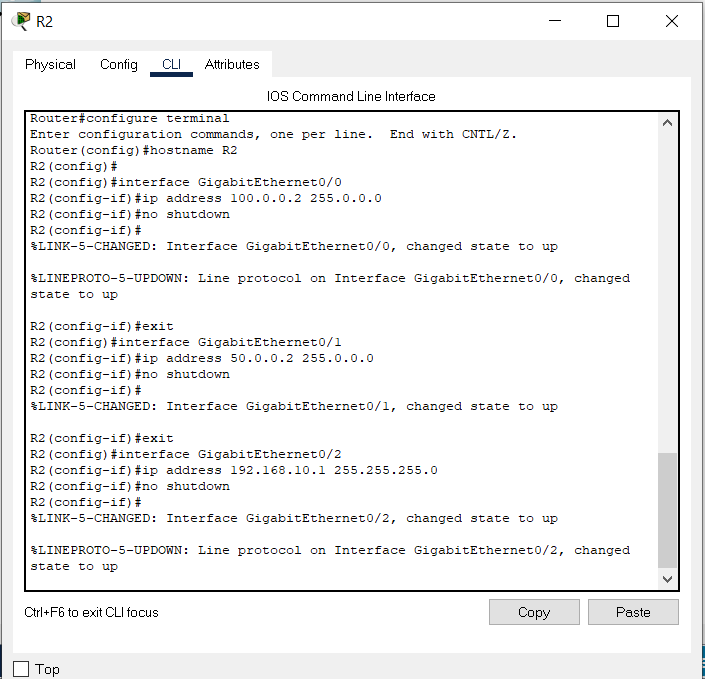 R2
Physical Config CLI Attributes
IOS Command Line Interface
Router#configure terminal
Enter configuration commands, one per line.  End with CNTL/Z.
Router(config)#hostname R2
R2(config)#
R2(config)#interface GigabitEthernet0/0
R2(config-if)#ip address 100.0.0.2 255.0.0.0
R2(config-if)#no shutdown
R2(config-if)#
%LINK-5-CHANGED: Interface GigabitEthernet0/0, changed state to up
%LINEPROTO-5-UPDOWN: Line protocol on Interface GigabitEthernet0/0, changed
state to up
R2(config-if)#exit
R2(config)#interface GigabitEthernet0/1
R2(config-if)#ip address 50.0.0.2 255.0.0.0
R2(config-if)#no shutdown
R2(config-if)#
%LINK-5-CHANGED: Interface GigabitEthernet0/1, changed state to up
R2(config-if)#exit
R2(config)#interface GigabitEthernet0/2
R2(config-if)#ip address 192.168.10.1 255.255.255.0
R2(config-if)#no shutdown
R2(config-if)#
%LINK-5-CHANGED: Interface GigabitEthernet0/2, changed state to up
%LINEPROTO-5-UPDOWN: Line protocol on Interface GigabitEthernet0/2, changed
state to up
Ctrl+F6 to exit CLI focus
Copy Paste
Top